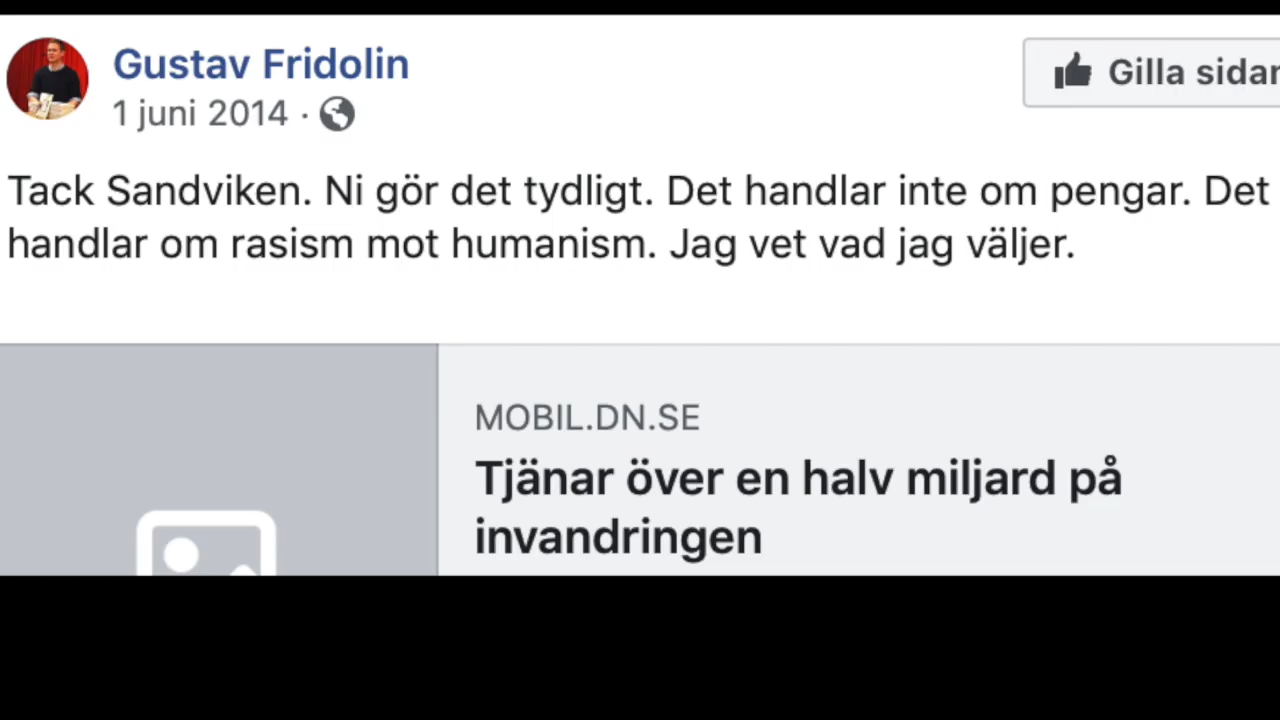 Gustav Fridolin
1 juni 2014 ·
Gilla sidan
Tack Sandviken. Ni gör det tydligt. Det handlar inte om pengar. Det
handlar om rasism mot humanism. Jag vet vad jag väljer.
MOBIL.DN.SE
Tjänar över en halv miljard på
invandringen